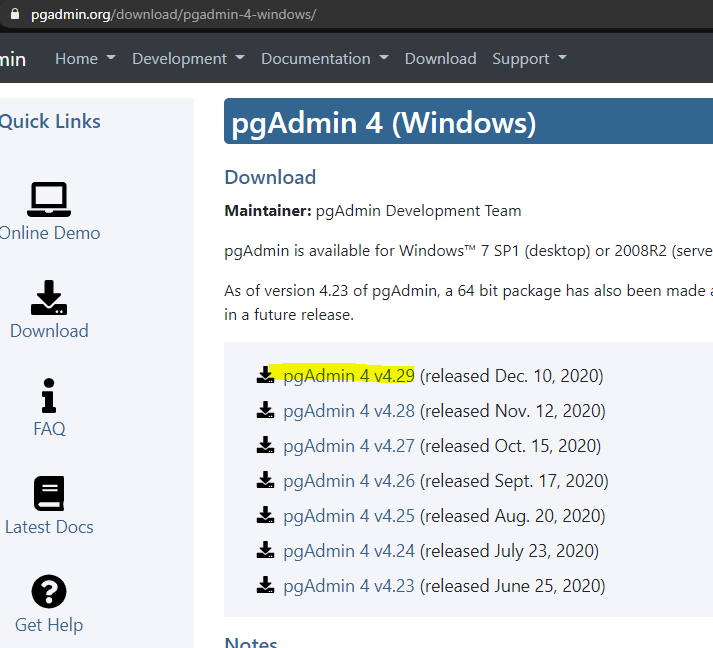 pgadmin.org/download/pgadmin-4-windows/
min Home Development Documentation Download Support
Quick Links
Online Demo
Download
FAQ
Latest Docs
Get Help
pgAdmin 4 (Windows)
Download
Maintainer: pgAdmin Development Team
pgAdmin is available for Windows™ 7 SP1 (desktop) or 2008R2 (serve
As of version 4.23 of pgAdmin, a 64 bit package has also been made a
in a future release.
pgAdmin 4 v4.29 (released Dec. 10, 2020)
pgAdmin 4 v4.28 (released Nov. 12, 2020)
pgAdmin 4 v4.27 (released Oct. 15, 2020)
pgAdmin 4 v4.26 (released Sept. 17, 2020)
pgAdmin 4 v4.25 (released Aug. 20, 2020)
pgAdmin 4 v4.24 (released July 23, 2020)
pgAdmin 4 v4.23 (released June 25, 2020)
Notes